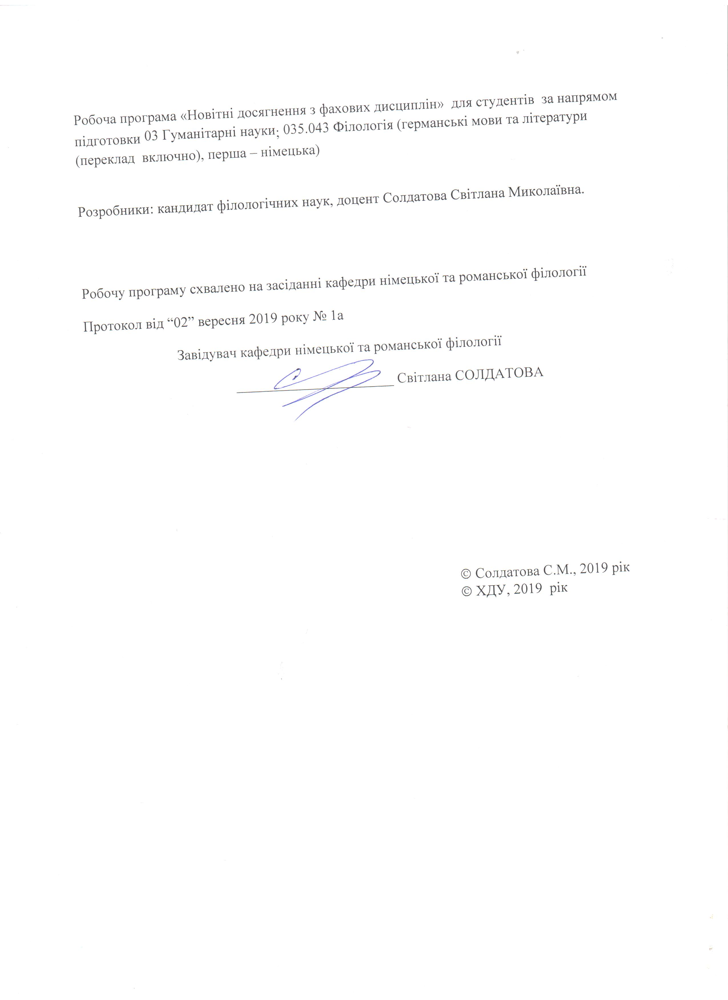 Робоча програма «Новітні досягнення з фахових дисциплін» для студентів за напрямом
підготовки 03 Гуманітарні науки; 035.043 Філологія (германські мови та літератури
(переклад включно), перша – німецька)
Розробники: кандидат філологічних наук, доцент Солдатова Світлана Миколаївна.
Робочу програму схвалено на засіданні кафедри німецької та романської філології
Протокол від “02” вересня 2019 року № 1а
Завідувач кафедри німецької та романської філології
Світлана СОЛДАТОВА
© Солдатова С.М., 2019 рік
© ХДУ, 2019 рік